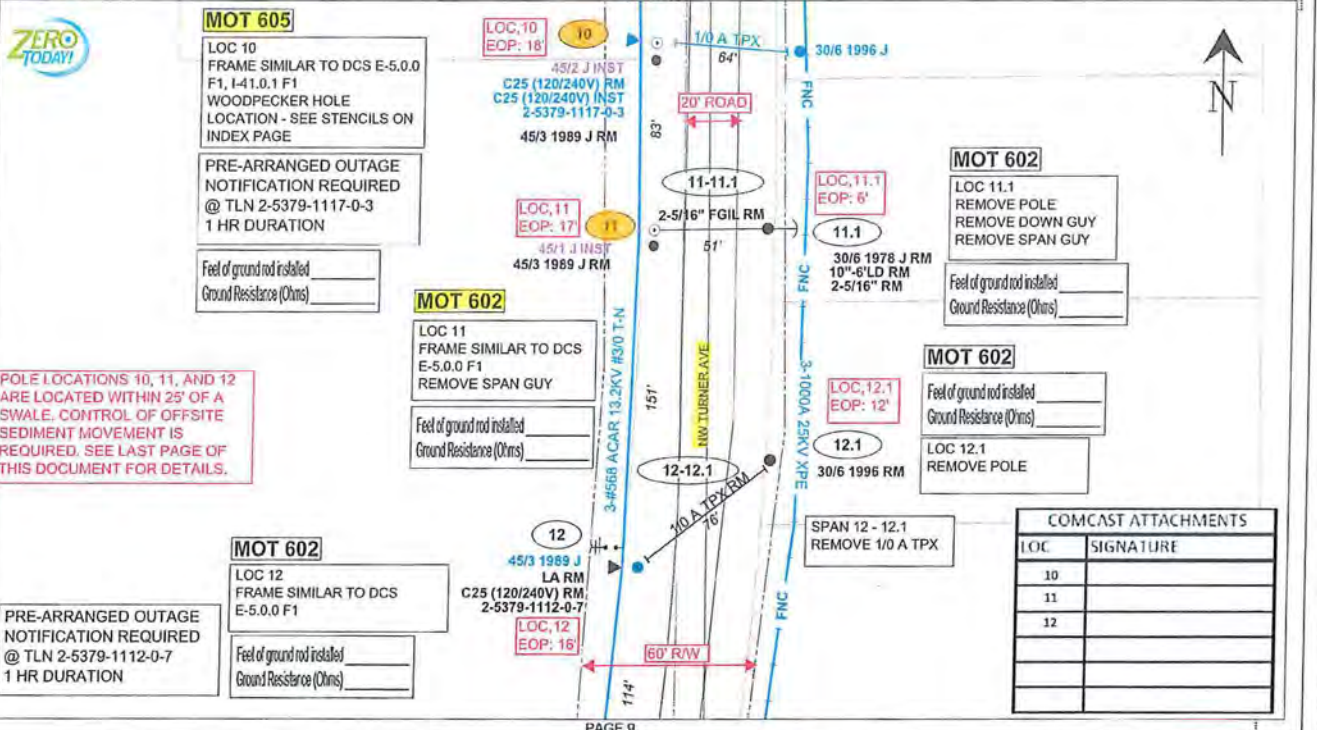 ZERO
TODAY!
MOT 605
LOC 10
FRAME SIMILAR TO DCS E-5.0.0
F1, I-41.0.1 F1
WOODPECKER HOLE
LOCATION - SEE STENCILS ON
INDEX PAGE
PRE-ARRANGED OUTAGE
NOTIFICATION REQUIRED
@ TLN 2-5379-1117-0-3
1 HR DURATION
Feel of ground rod installed
Ground Resistance (Ohms)
LOC,10
EOP: 18'
10
45/2 J INST
C25 (120/240V) RM
C25 (120/240V) INST
2-5379-1117-0-3
45/3 1989 J RM
1/0 A TPX
64'
30/6 1996 J
20' ROAD
83'
FNC
N
11-11.1
LOC,11
EOP: 17'
11
45/1 J INST
45/3 1989 J RM
2-5/16" FGIL RM
51'
LOC,11.1
EOP: 6'
11.1
30/6 1978 J RM
10"-6'LD RM
2-5/16" RM
FNC
MOT 602
LOC 11.1
REMOVE POLE
REMOVE DOWN GUY
REMOVE SPAN GUY
Feel of ground rod installed
Ground Resistance (Ohms)
MOT 602
LOC 11
FRAME SIMILAR TO DCS
E-5.0.0 F1
REMOVE SPAN GUY
Feet of ground rod installed
Ground Resistance (Ohms)
POLE LOCATIONS 10, 11, AND 12
ARE LOCATED WITHIN 25' OF A
SWALE. CONTROL OF OFFSITE
SEDIMENT MOVEMENT IS
REQUIRED. SEE LAST PAGE OF
THIS DOCUMENT FOR DETAILS.
3-#568 ACAR 13.2KV #3/0 T-N
151'
NW TURNER AVE
3-1000A 25KV XPE
LOC,12.1
EOP: 12'
12.1
30/6 1996 RM
MOT 602
Feet of ground rod installed
Ground Resistance (Ohms)
LOC 12.1
REMOVE POLE
12-12.1
1/0 A TPX RM
76'
SPAN 12 - 12.1
REMOVE 1/0 A TPX
FNC
12
45/3 1989 J
LA RM
C25 (120/240V) RM
2-5379-1112-0-7
LOC,12
EOP: 16'
60' R/W
114'
MOT 602
LOC 12
FRAME SIMILAR TO DCS
E-5.0.0 F1
Feet of ground rod installed
Ground Resistance (Ohms)
PRE-ARRANGED OUTAGE
NOTIFICATION REQUIRED
@ TLN 2-5379-1112-0-7
1 HR DURATION
COMCAST ATTACHMENTS
LOC SIGNATURE
10
11
12
PAGE 9